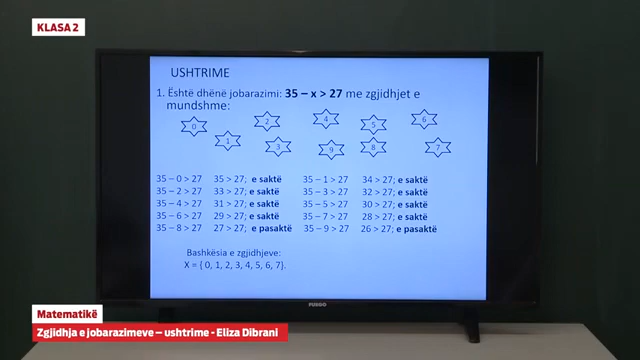 KLASA 2
USHTRIME
1. Është dhënë jobarazimi: 35 – x > 27 me zgjidhjet e
mundshme:
0 1 2 3 4 9 5 8 6 7
35 – 0 > 27 35 > 27; e saktë 35 – 1 > 27 34 > 27; e saktë
35 – 2 > 27 33 > 27; e saktë 35 – 3 > 27 32 > 27; e saktë
35 – 4 > 27 31 > 27; e saktë 35 – 5 > 27 30 > 27; e saktë
35 – 6 > 27 29 > 27; e saktë 35 – 7 > 27 28 > 27; e saktë
35 – 8 > 27 27 > 27; e pasaktë 35 – 9 > 27 26 > 27; e pasaktë
Bashkësia e zgjidhjeve:
X = { 0, 1, 2, 3, 4, 5, 6, 7}.
FUEGO
Matematikë
Zgjidhja e jobarazimeve – ushtrime - Eliza Dibrani